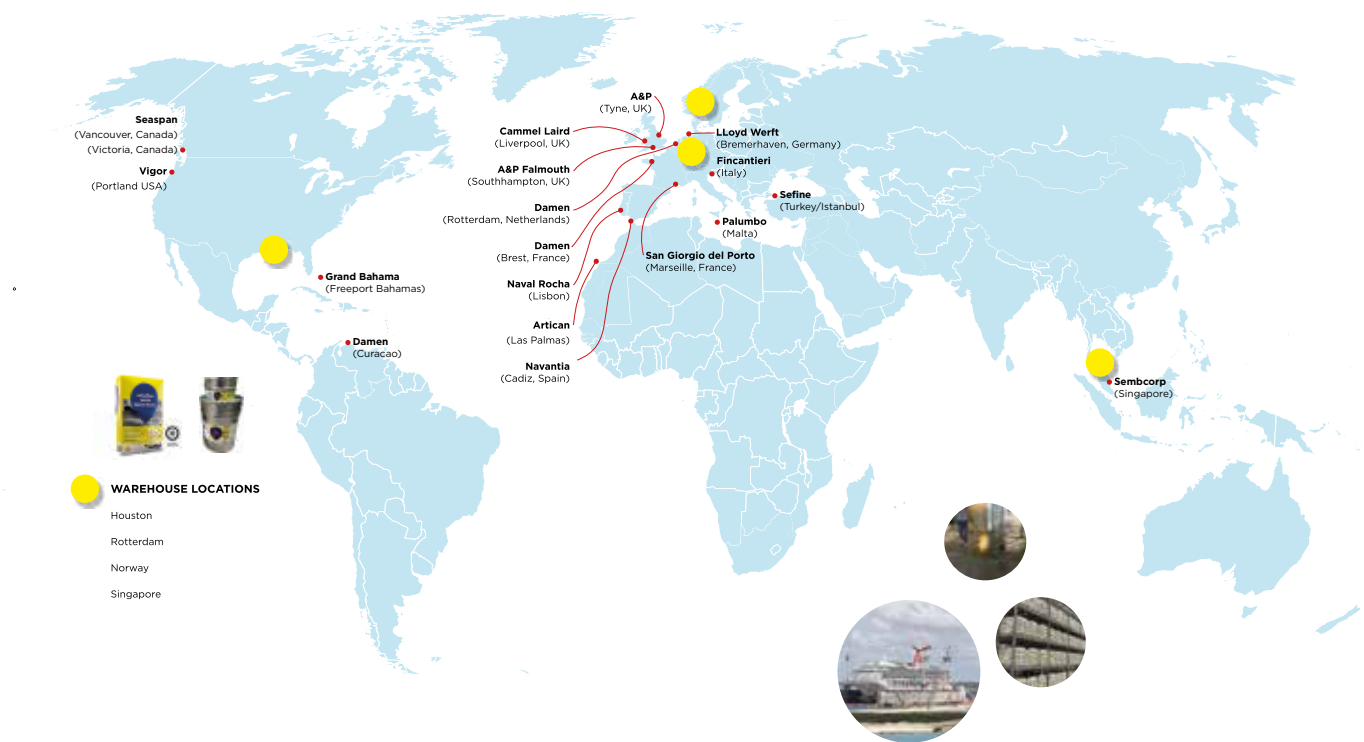 Seaspan
(Vancouver, Canada)
(Victoria, Canada)
Vigor
(Portland USA)
Grand Bahama
(Freeport Bahamas)
Damen
(Curacao)
A&P
(Tyne, UK)
Cammel Laird
(Liverpool, UK)
A&P Falmouth
(Southhampton, UK)
Damen
(Rotterdam, Netherlands)
Damen
(Brest, France)
Naval Rocha
(Lisbon)
Artican
(Las Palmas)
Navantia
(Cadiz, Spain)
LLoyd Werft
(Bremerhaven, Germany)
Fincantieri
(Italy)
Sefine
(Turkey/Istanbul)
Palumbo
(Malta)
San Giorgio del Porto
(Marseille, France)
Sembcorp
(Singapore)
WAREHOUSE LOCATIONS
Houston
Rotterdam
Norway
Singapore